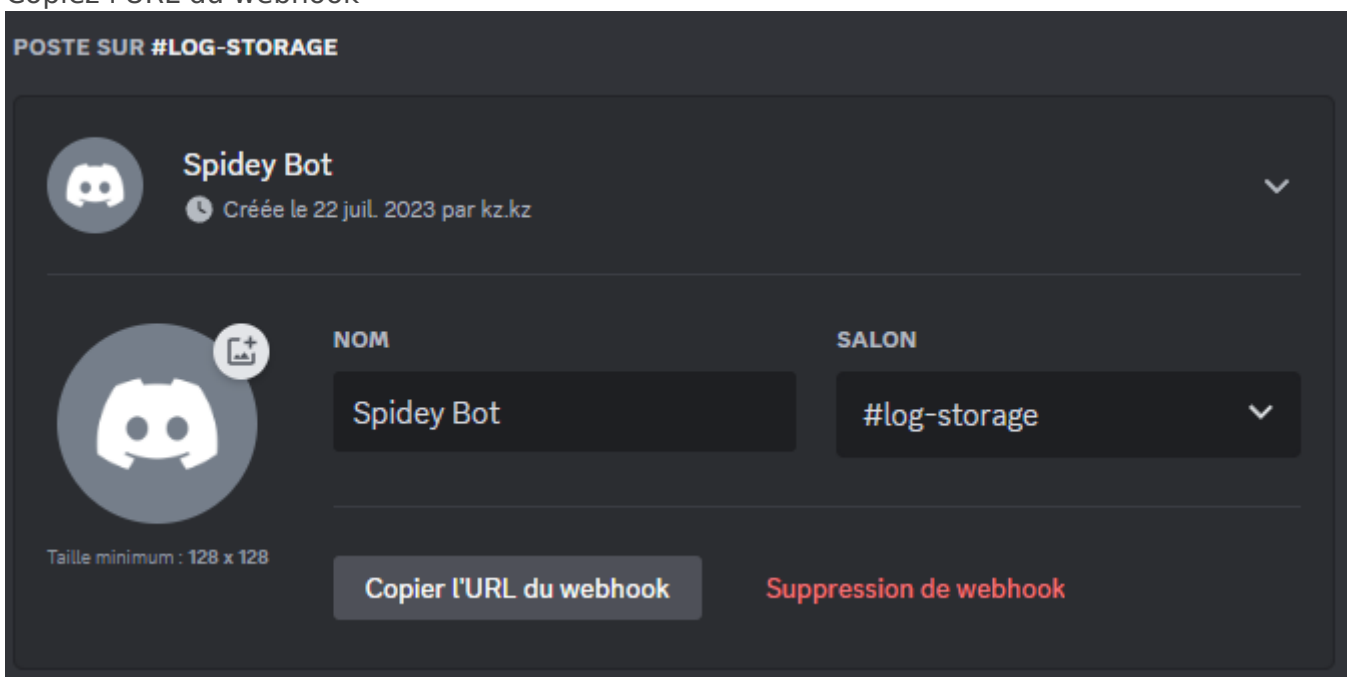 Copiez l'URL du webhook
POSTE SUR #LOG-STORAGE
Spidey Bot
Créée le 22 juil. 2023 par kz.kz
NOM
SALON
Spidey Bot
#log-storage
Taille minimum : 128 x 128
Copier l'URL du webhook
Suppression de webhook